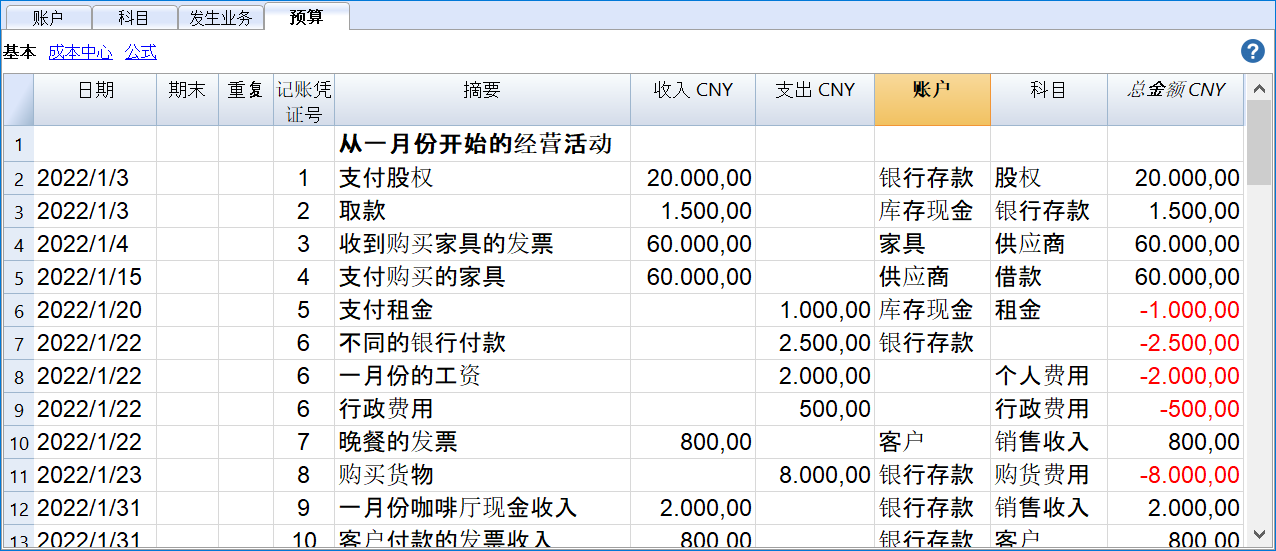 账户 科目 发生业务 预算
基本 成本中心 公式 ?
日期 期末 重复 记账凭证号 摘要 收入 CNY 支出 CNY 账户 科目 总金额 CNY
1 从一月份开始的经营活动
2 2022/1/3 1 支付股权 20.000,00 银行存款 股权 20.000,00
3 2022/1/3 2 取款 1.500,00 库存现金 银行存款 1.500,00
4 2022/1/4 3 收到购买家具的发票 60.000,00 家具 供应商 60.000,00
5 2022/1/15 4 支付购买的家具 60.000,00 供应商 借款 60.000,00
6 2022/1/20 5 支付租金 1.000,00 库存现金 租金 -1.000,00
7 2022/1/22 6 不同的银行付款 2.500,00 银行存款 -2.500,00
8 2022/1/22 6 一月份的工资 2.000,00 个人费用 -2.000,00
9 2022/1/22 6 行政费用 500,00 行政费用 -500,00
10 2022/1/22 7 晚餐的发票 800,00 客户 销售收入 800,00
11 2022/1/23 8 购买货物 8.000,00 银行存款 购货费用 -8.000,00
12 2022/1/31 9 一月份咖啡厅现金收入 2.000,00 银行存款 销售收入 2.000,00
13 2022/1/31 10 客户付款的发票收入 800,00 银行存款 客户 800,00